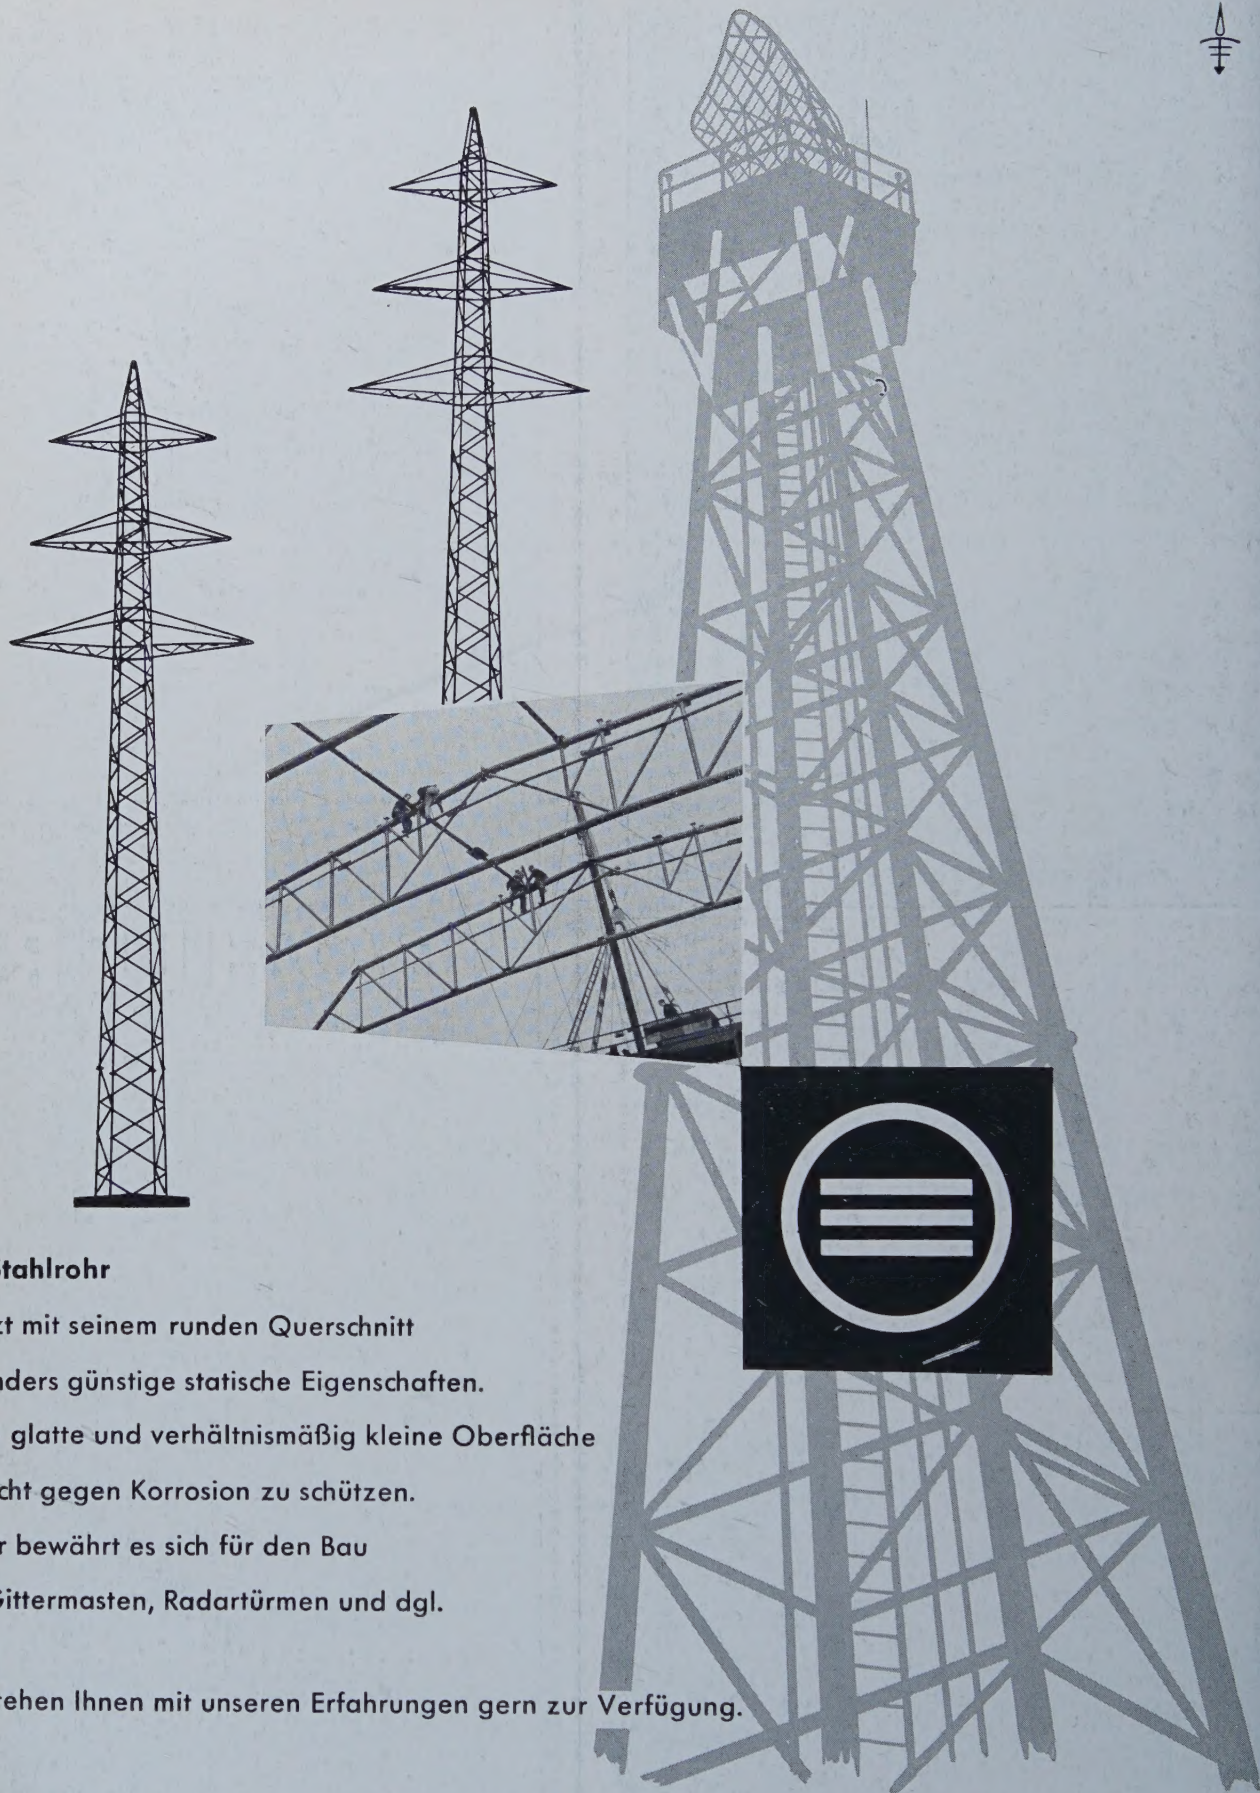 tahlrohr
t mit seinem runden Querschnitt
nders günstige statische Eigenschaften.
glatte und verhältnismäßig kleine Oberfläche
cht gegen Korrosion zu schützen.
r bewährt es sich für den Bau
ittermasten, Radartürmen und dgl.
ehen Ihnen mit unseren Erfahrungen gern zur Verfügung.